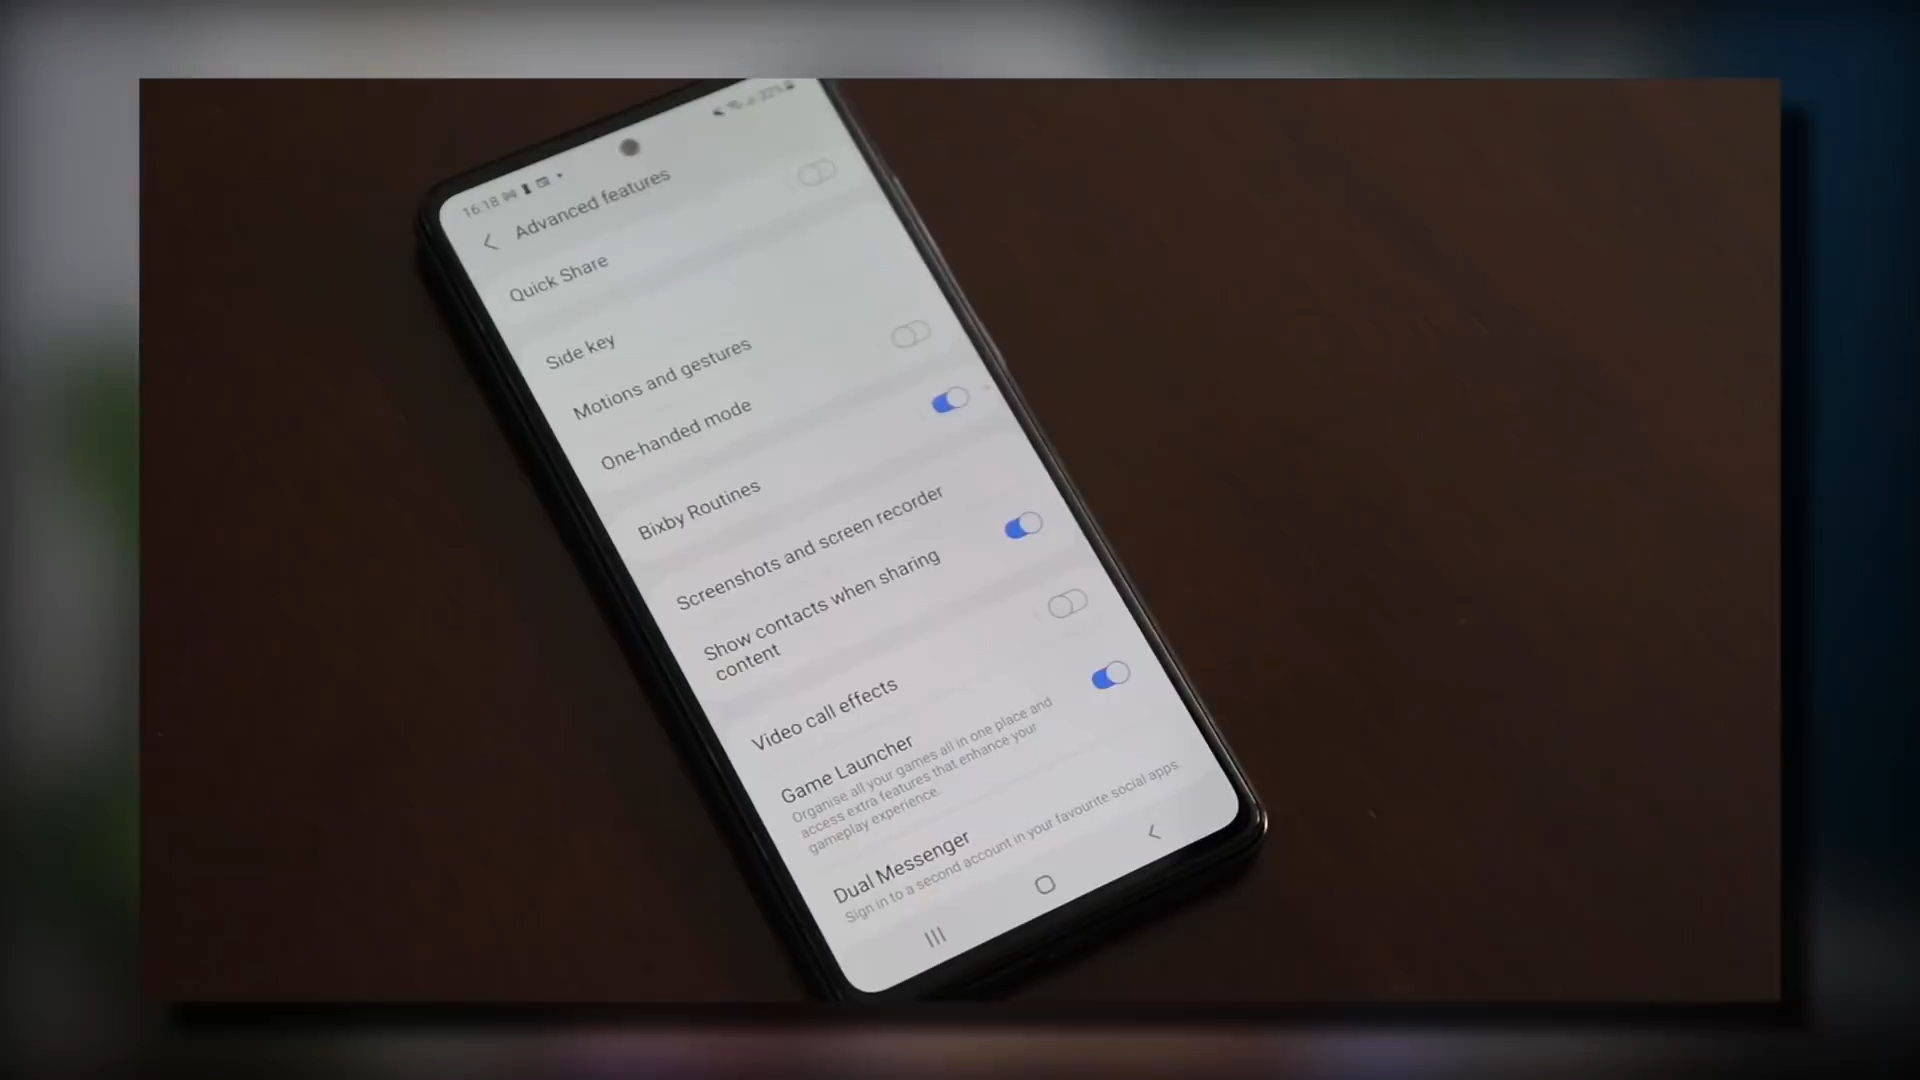 16:18
32%
Advanced features
Quick Share
Side key
Motions and gestures
One-handed mode
Bixby Routines
Screenshots and screen recorder
Show contacts when sharing
content
Video call effects
Game Launcher
Organise all your games all in one place and
access extra features that enhance your
gameplay experience.
Dual Messenger
Sign in to a second account in your favourite social apps.